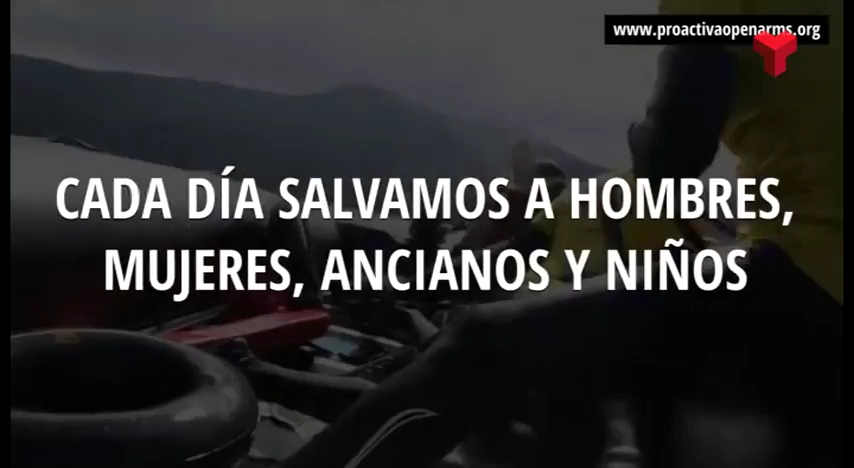 www.proactivaopenarms.org
CADA DÍA SALVAMOS A HOMBRES,
MUJERES, ANCIANOS Y NIÑOS